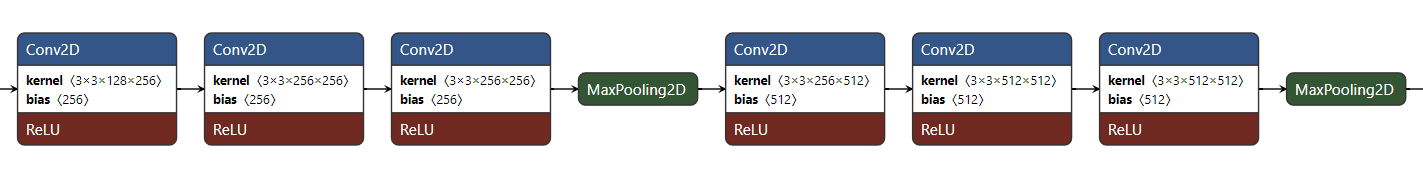 Conv2D
kernel 〈3×3×128×256〉
bias 〈256〉
ReLU
Conv2D
kernel 〈3×3×256×256〉
bias 〈256〉
ReLU
Conv2D
kernel 〈3×3×256×256〉
bias 〈256〉
ReLU
MaxPooling2D
Conv2D
kernel 〈3×3×256×512〉
bias 〈512〉
ReLU
Conv2D
kernel 〈3×3×512×512〉
bias 〈512〉
ReLU
Conv2D
kernel 〈3×3×512×512〉
bias 〈512〉
ReLU
MaxPooling2D